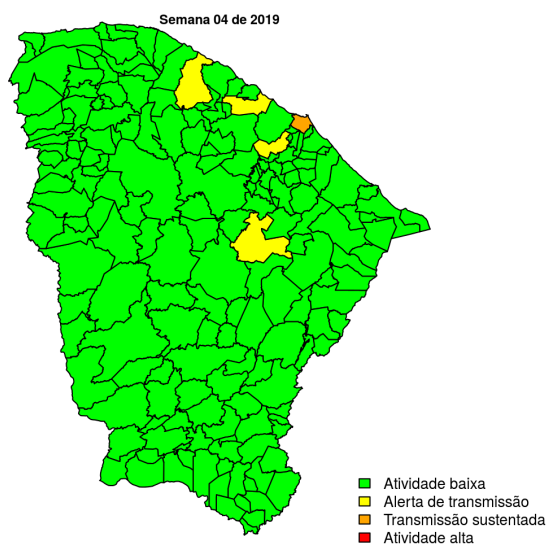 Semana 04 de 2019
Atividade baixa
Alerta de transmissão
Transmissão sustentada
Atividade alta